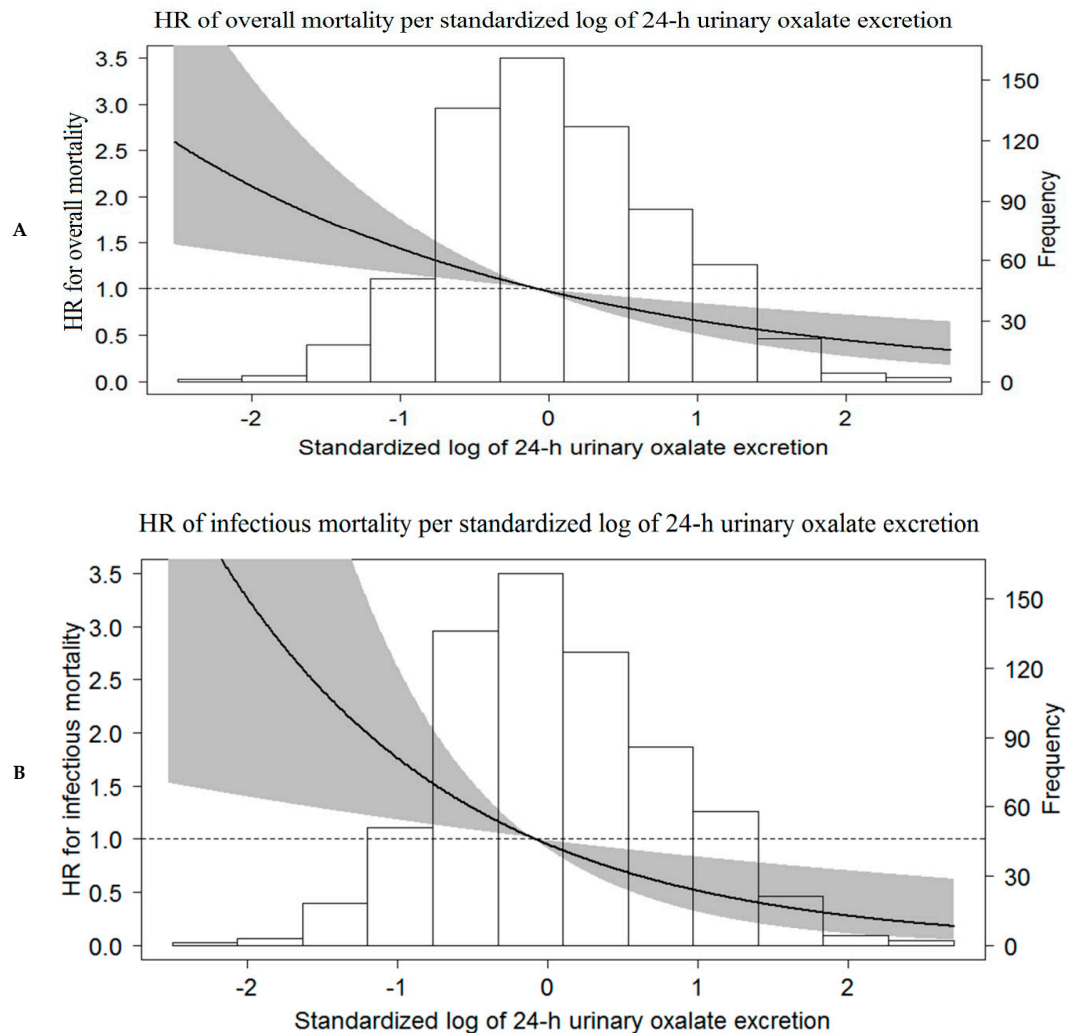 HR of overall mortality per standardized log of 24-h urinary oxalate excretion
A
HR for overall mortality
3.5
3.0
2.5
2.0
1.5
1.0
0.5
0.0
150
120
90
60
30
0
Frequency
-2 -1 0 1 2
Standardized log of 24-h urinary oxalate excretion
HR of infectious mortality per standardized log of 24-h urinary oxalate excretion
B
HR for infectious mortality
3.5
3.0
2.5
2.0
1.5
1.0
0.5
0.0
150
120
90
60
30
0
Frequency
-2 -1 0 1 2
Standardized log of 24-h urinary oxalate excretion